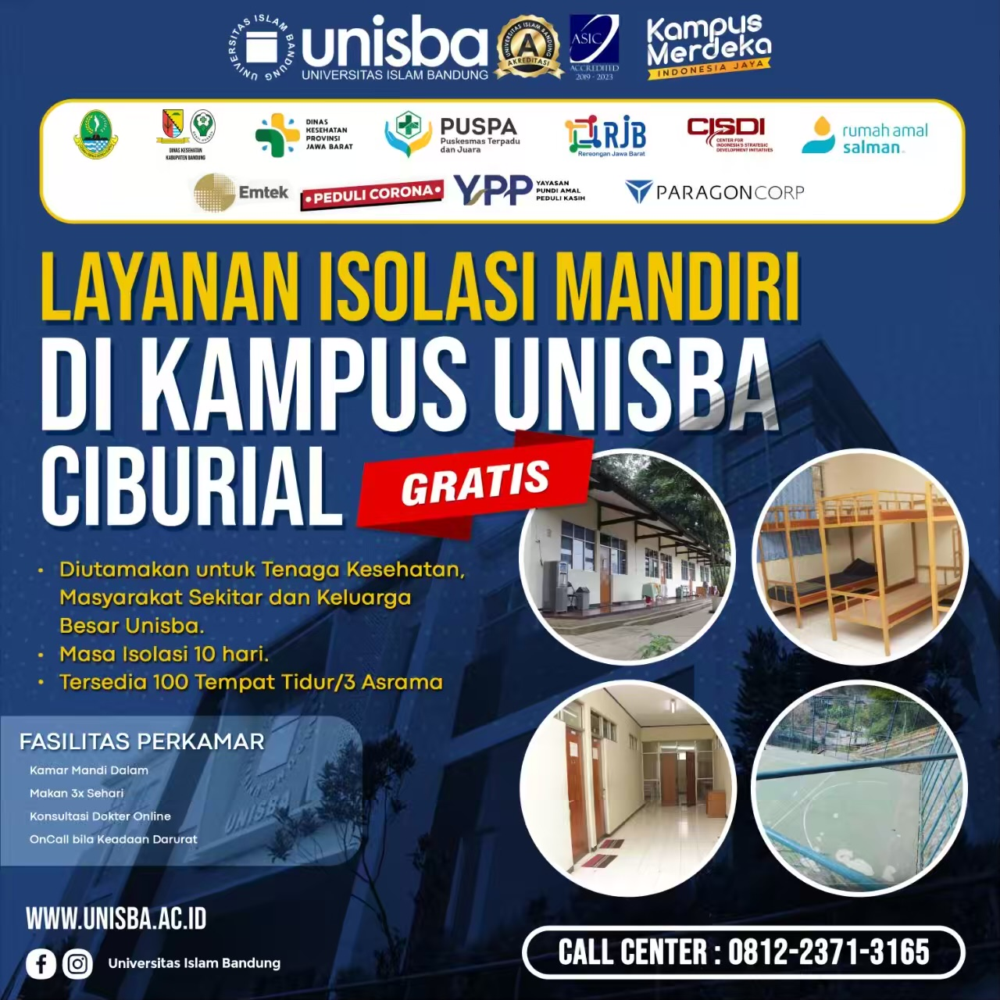 UNIVERSITAS ISLAM BANDUNG
unisba
UNIVERSITAS ISLAM BANDUNG
UNIVERSITAS ISLAM BANDUNG
A
AKREDITASI
ASIC
ACCREDITED
2019 - 2023
Kampus
Merdeka
INDONESIA JAYA
DINAS KESEHATAN
KABUPATEN BANDUNG
DINAS
KESEHATAN
PROVINSI
JAWA BARAT
PUSPA
Puskesmas Terpadu
dan Juara
RJB
Rereongan Jawa Barat
CISDI
CENTER FOR
INDONESIA'S STRATEGIC
DEVELOPMENT INITIATIVES
rumah amal
salman
Emtek
• PEDULI CORONA •
YPP
YAYASAN
PUNDI AMAL
PEDULI KASIH
PARAGONCORP
LAYANAN ISOLASI MANDIRI
DI KAMPUS UNISBA
CIBURIAL
GRATIS
• Diutamakan untuk Tenaga Kesehatan,
Masyarakat Sekitar dan Keluarga
Besar Unisba.
• Masa Isolasi 10 hari.
• Tersedia 100 Tempat Tidur/3 Asrama
FASILITAS PERKAMAR
Kamar Mandi Dalam
Makan 3x Sehari
Konsultasi Dokter Online
OnCall bila Keadaan Darurat
UNISBA
WWW.UNISBA.AC.ID
Universitas Islam Bandung
CALL CENTER : 0812-2371-3165